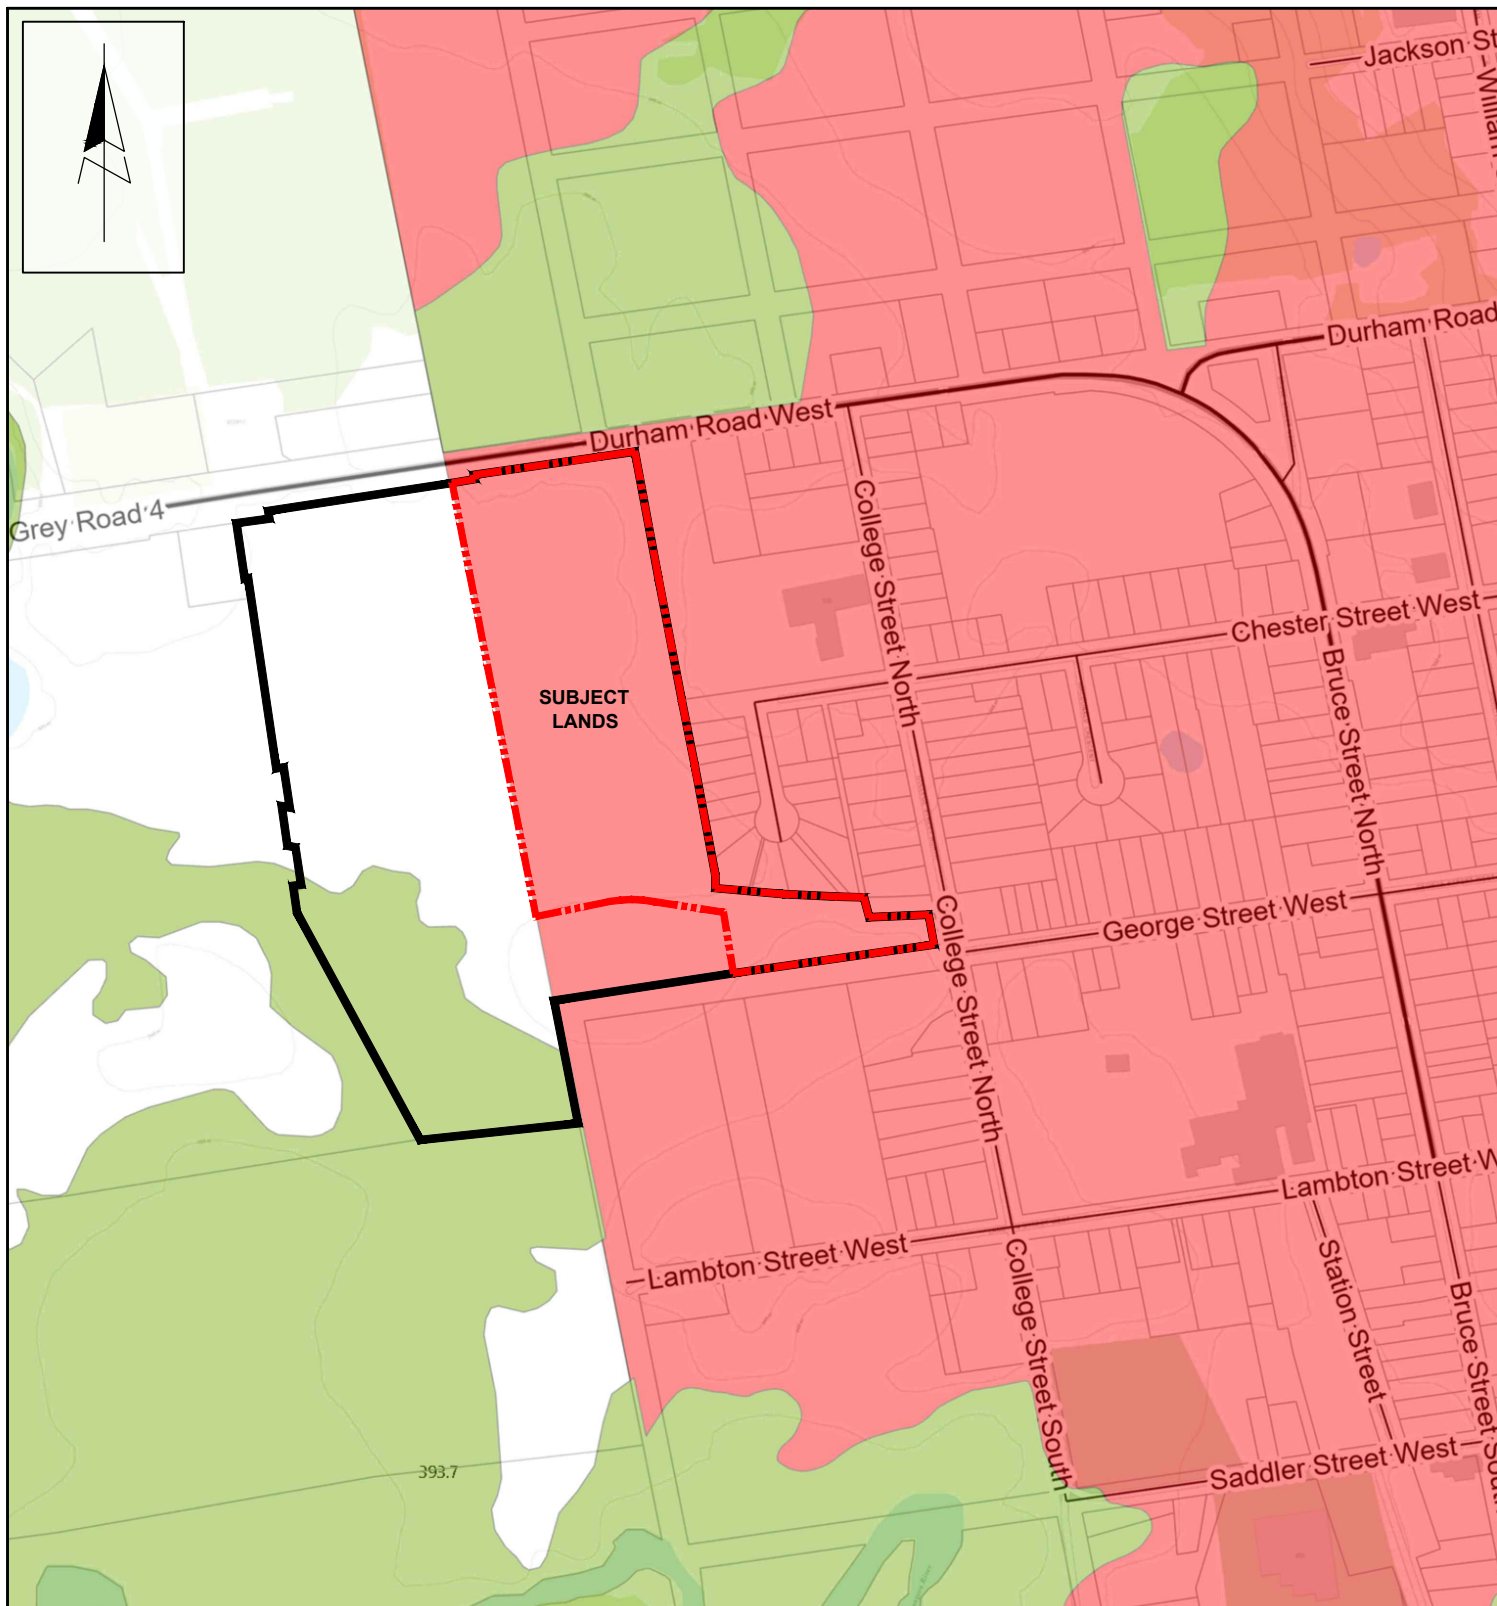 Jackson St
William
Durham Road
Durham Road West
Grey Road 4
College Street North
Chester Street West
Bruce Street North
SUBJECT
LANDS
George Street West
College Street North
Lambton Street W
Lambton Street West
College Street South
Station Street
Bruce Street Sout
Saddler Street West
393.7